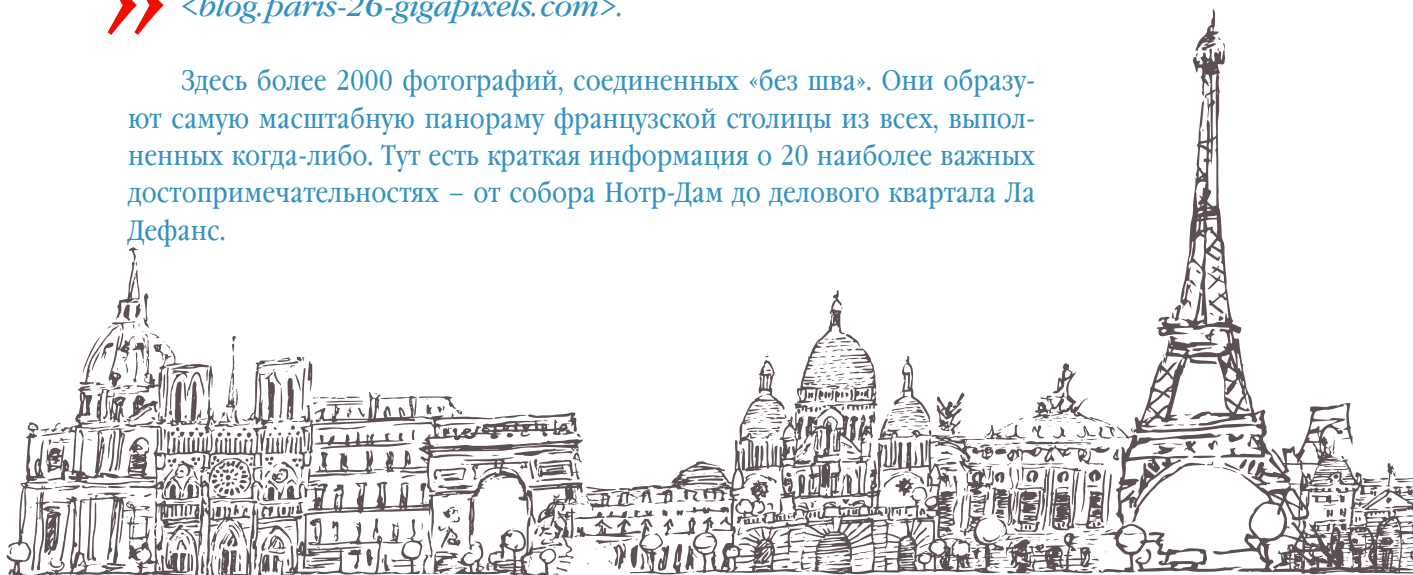 <blog.paris-26-gigapixels.com>.
Здесь более 2000 фотографий, соединенных «без шва». Они образу-
ют самую масштабную панораму французской столицы из всех, выпол-
ненных когда-либо. Тут есть краткая информация о 20 наиболее важных
достопримечательностях – от собора Нотр-Дам до делового квартала Ла
Дефанс.